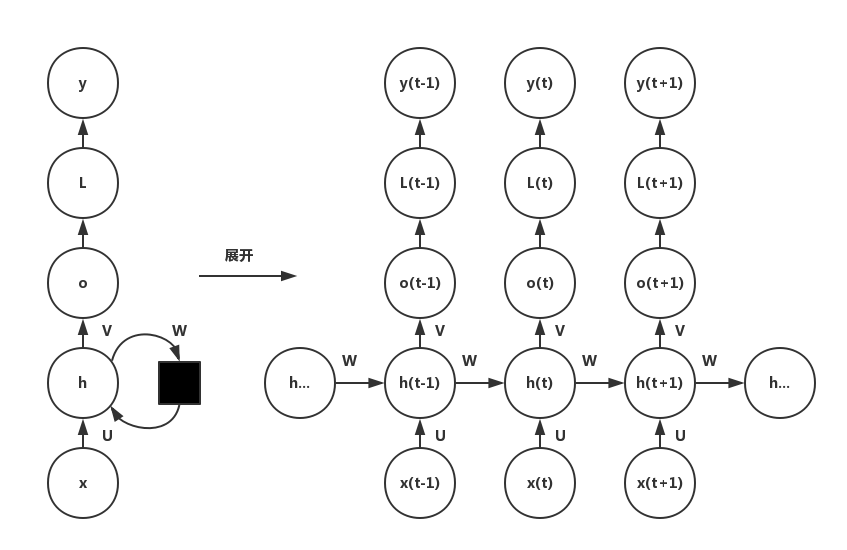 y
y(t-1)
y(t)
y(t+1)
L
L(t-1)
L(t)
L(t+1)
展开
o
o(t-1)
o(t)
o(t+1)
V
W
V
V
V
W
W
W
W
h
h...
h(t-1)
h(t)
h(t+1)
h...
U
U
U
U
x
x(t-1)
x(t)
x(t+1)